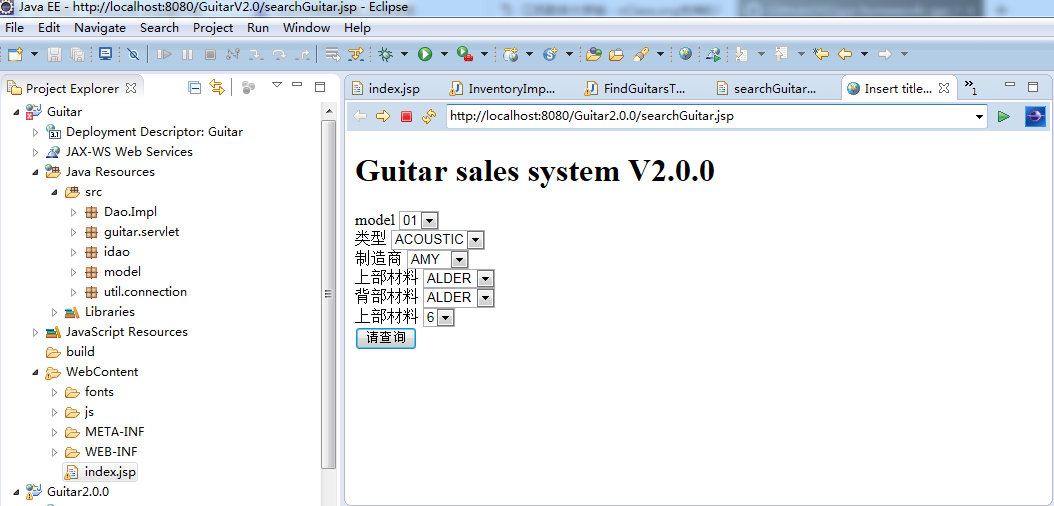 Java EE - http://localhost:8080/GuitarV2.0/searchGuitar.jsp - Eclipse
File Edit Navigate Search Project Run Window Help
Project Explorer
index.jsp InventoryImp... FindGuitarsT... searchGuitar... Insert title... »1
http://localhost:8080/Guitar2.0.0/searchGuitar.jsp
Guitar
Deployment Descriptor: Guitar
JAX-WS Web Services
Java Resources
src
Dao.Impl
guitar.servlet
idao
model
util.connection
Libraries
JavaScript Resources
build
WebContent
fonts
js
META-INF
WEB-INF
index.jsp
Guitar2.0.0
Guitar sales system V2.0.0
model 01
类型 ACOUSTIC
制造商 AMY
上部材料 ALDER
背部材料 ALDER
上部材料 6
请查询